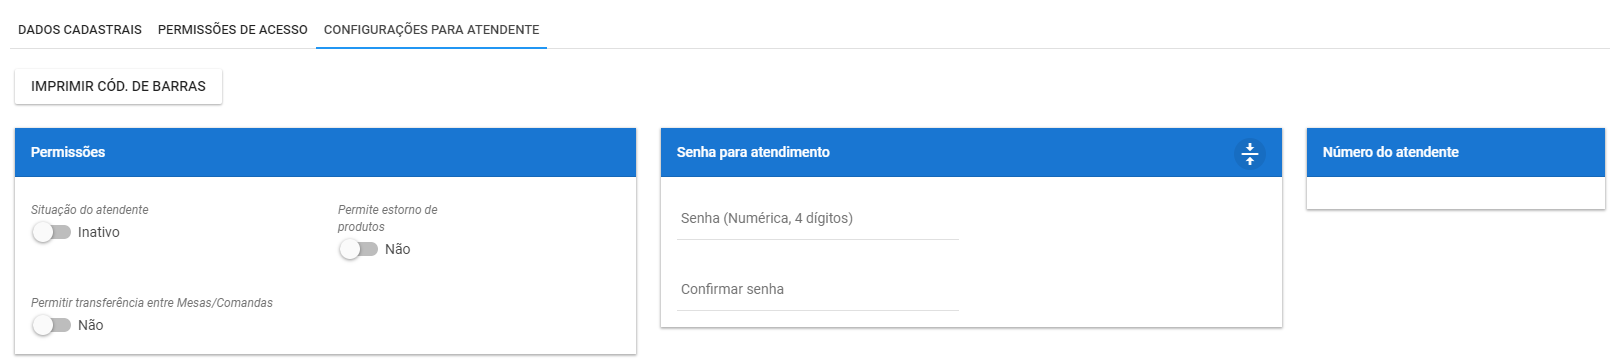 DADOS CADASTRAIS PERMISSÕES DE ACESSO CONFIGURAÇÕES PARA ATENDENTE
IMPRIMIR CÓD. DE BARRAS
Permissões
Situação do atendente
Inativo
Permite estorno de
produtos
Não
Permitir transferência entre Mesas/Comandas
Não
Senha para atendimento
Senha (Numérica, 4 dígitos)
Confirmar senha
Número do atendente